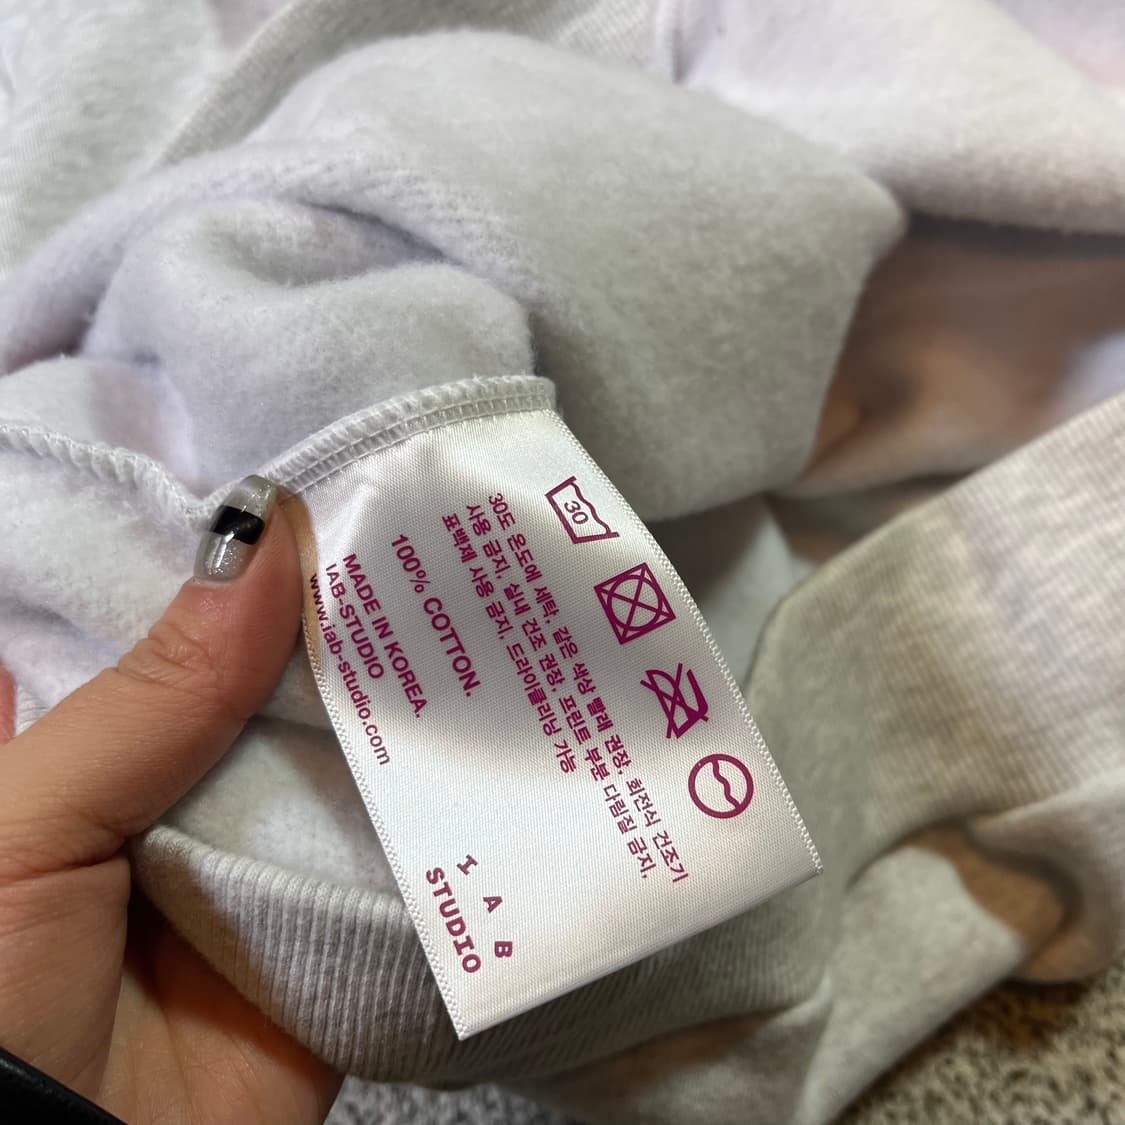 30
30도 온도에 세탁. 같은 색상 빨래 권장. 회전식 건조기
사용 금지. 실내 건조 권장. 프린트 부분 다림질 금지.
표백제 사용 금지. 드라이클리닝 가능
100% COTTON.
MADE IN KOREA.
IAB-STUDIO
www.iab-studio.com
I A B
STUDIO